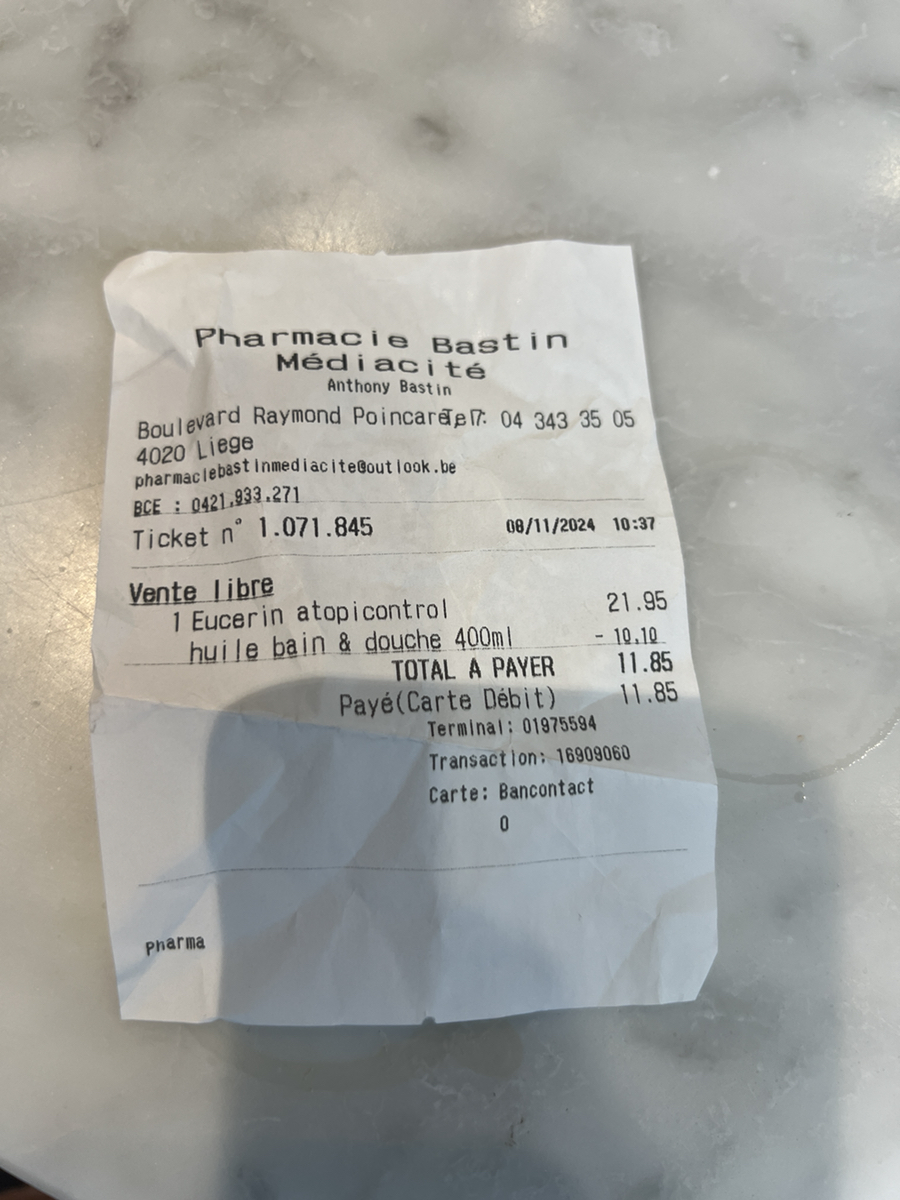 Pharmacie Bastin
Médiacité
Anthony Bastin
Boulevard Raymond Poincaré 7 Tel: 04 343 35 05
4020 Liege
pharmaciebastinmediacite@outlook.be
BCE : 0421.933.271
Ticket n° 1.071.845 08/11/2024 10:37
Vente libre
1 Eucerin atopicontrol 21.95
huile bain & douche 400ml - 10.10
TOTAL A PAYER 11.85
Payé(Carte Débit) 11.85
Terminal: 01975594
Transaction: 16909060
Carte: Bancontact
0
Pharma